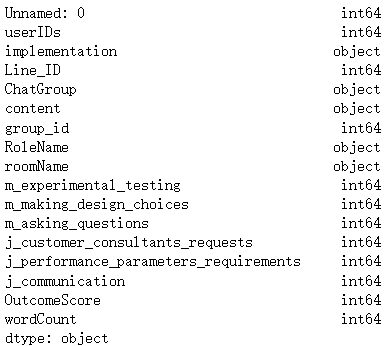 Unnamed: 0 int64
userIDs int64
implementation object
Line_ID int64
ChatGroup object
content object
group_id int64
RoleName object
roomName object
m_experimental_testing int64
m_making_design_choices int64
m_asking_questions int64
j_customer_consultants_requests int64
j_performance_parameters_requirements int64
j_communication int64
OutcomeScore int64
wordCount int64
dtype: object